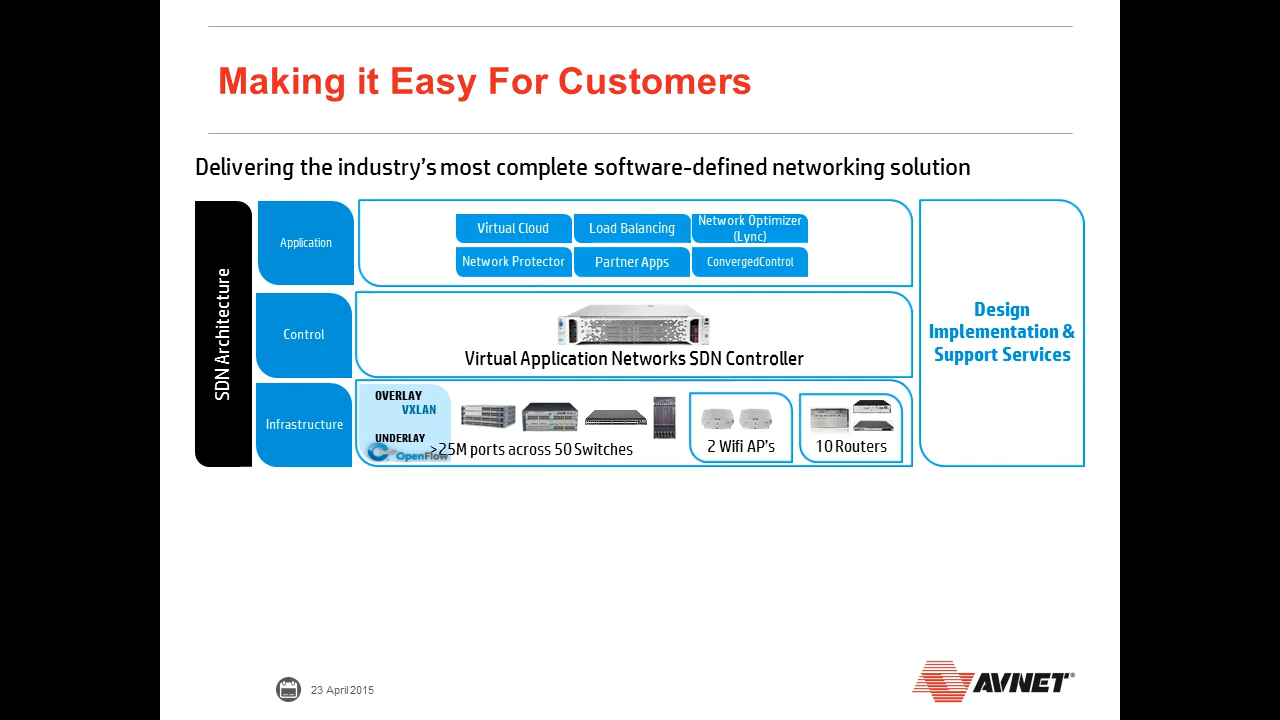 Making it Easy For Customers
Delivering the industry's most complete software-defined networking solution
SDN Architecture
Application
Virtual Cloud
Load Balancing
Network Optimizer
(Lync)
Network Protector
Partner Apps
ConvergedControl
Control
Virtual Application Networks SDN Controller
Infrastructure
OVERLAY
VXLAN
UNDERLAY
OpenFlow
>25M ports across 50 Switches
2 Wifi AP's
10 Routers
Design
Implementation &
Support Services
23 April 2015
AVNET®